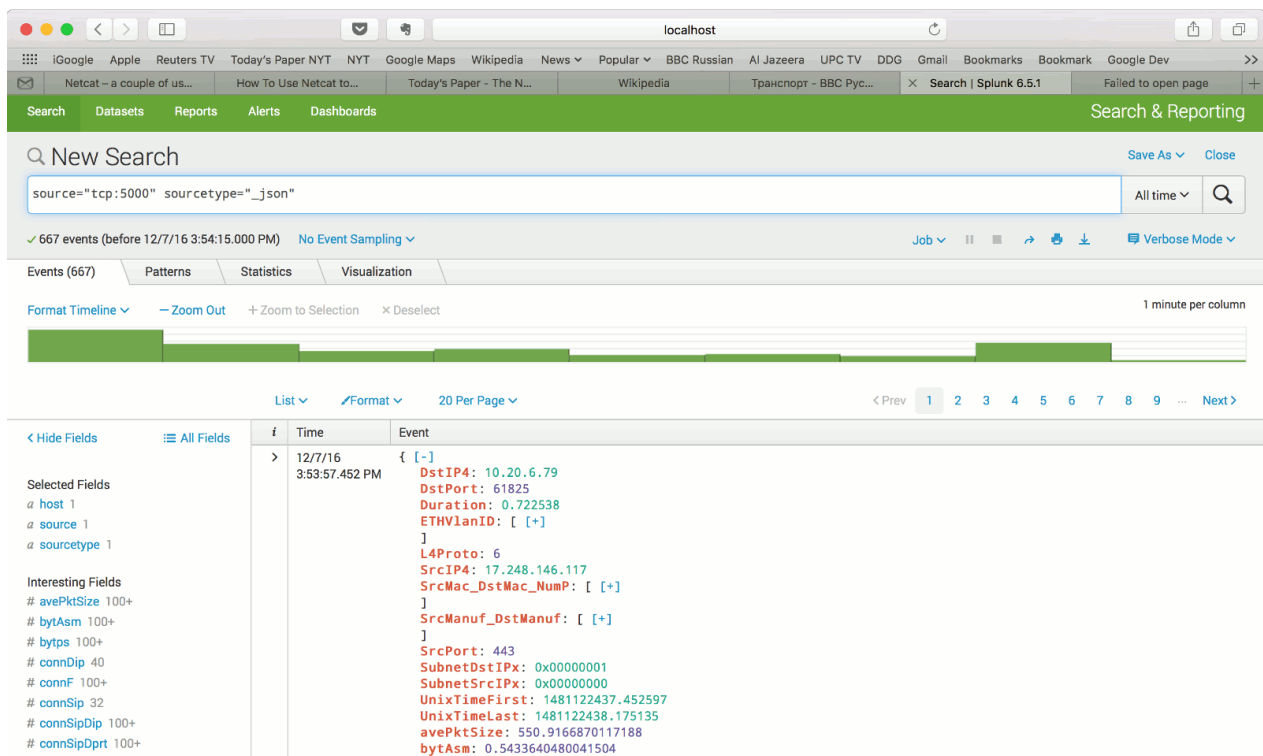 localhost
iGoogle Apple Reuters TV Today's Paper NYT NYT Google Maps Wikipedia News Popular BBC Russian Al Jazeera UPC TV DDG Gmail Bookmarks Bookmark Google Dev >>
Netcat – a couple of us... How To Use Netcat to... Today's Paper - The N... Wikipedia Транспорт - BBC Рус... × Search | Splunk 6.5.1 Failed to open page +
Search Datasets Reports Alerts Dashboards Search & Reporting
New Search Save As Close
source="tcp:5000" sourcetype="_json" All time
✓ 667 events (before 12/7/16 3:54:15.000 PM) No Event Sampling Job Verbose Mode
Events (667) Patterns Statistics Visualization
Format Timeline — Zoom Out + Zoom to Selection × Deselect 1 minute per column
List Format 20 Per Page < Prev 1 2 3 4 5 6 7 8 9 ... Next >
< Hide Fields All Fields i Time Event
> 12/7/16 { [-]
3:53:57.452 PM DstIP4: 10.20.6.79
Selected Fields DstPort: 61825
a host 1 Duration: 0.722538
a source 1 ETHVlanID: [ [+]
]
a sourcetype 1 L4Proto: 6
SrcIP4: 17.248.146.117
Interesting Fields SrcMac_DstMac_NumP: [ [+]
# avePktSize 100+ ]
# bytAsm 100+ SrcManuf_DstManuf: [ [+]
# bytps 100+ ]
SrcPort: 443
# connDip 40 SubnetDstIPx: 0x00000001
# connF 100+ SubnetSrcIPx: 0x00000000
# connSip 32 UnixTimeFirst: 1481122437.452597
# connSipDip 100+ UnixTimeLast: 1481122438.175135
avePktSize: 550.9166870117188
# connSipDprt 100+ bytAsm: 0.5433640480041504